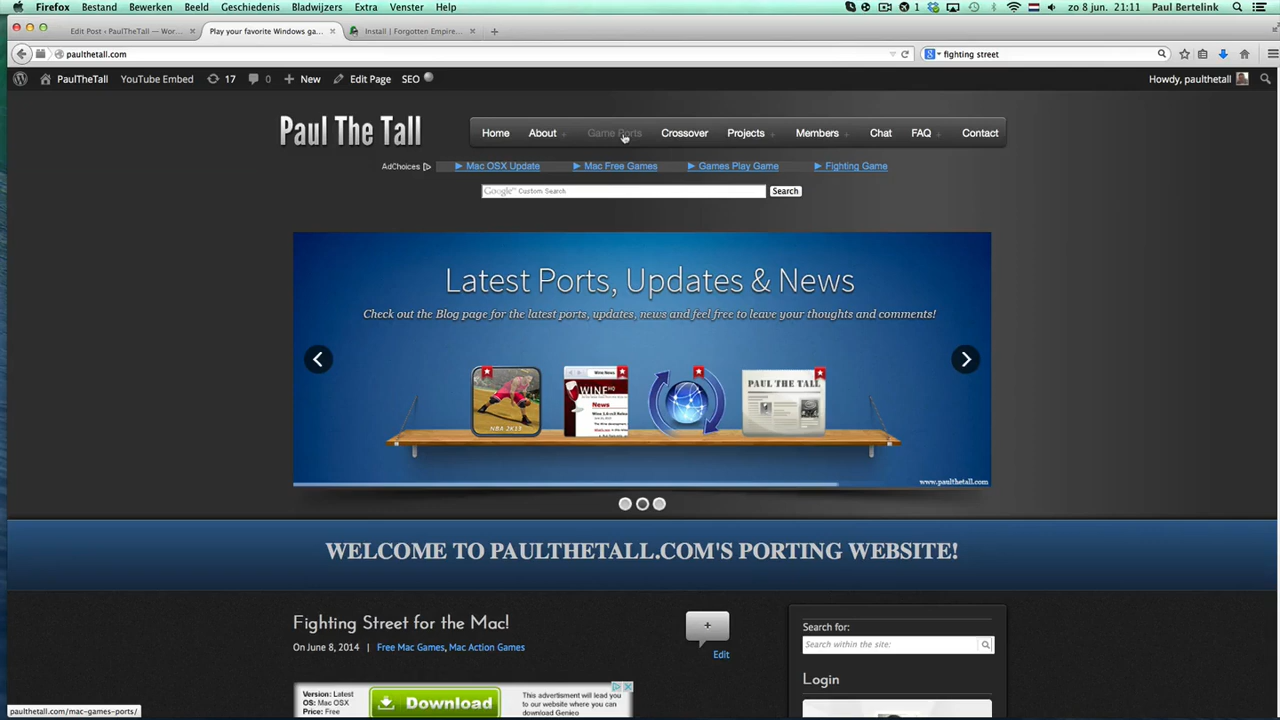 Firefox Bestand Bewerken Beeld Geschiedenis Bladwijzers Extra Venster Help 1 zo 8 jun. 21:11 Paul Bertelink
Edit Post ‹ PaulTheTall — Wor... Play your favorite Windows ga... Install | Forgotten Empire...
paulthetall.com fighting street
PaulTheTall YouTube Embed 17 0 New Edit Page SEO Howdy, paulthetall
Paul The Tall
Home About Game Ports Crossover Projects Members Chat FAQ Contact
AdChoices Mac OSX Update Mac Free Games Games Play Game Fighting Game
Google™ Custom Search Search
Latest Ports, Updates & News
Check out the Blog page for the latest ports, updates, news and feel free to leave your thoughts and comments!
Wine News
WINEHQ
News
PAUL THE TALL
NBA 2K13
www.paulthetall.com
WELCOME TO PAULTHETALL.COM'S PORTING WEBSITE!
Fighting Street for the Mac!
On June 8, 2014 | Free Mac Games, Mac Action Games
+
Edit
Search for:
Search within the site:
Login
Version: Latest
OS: Mac OSX
Price: Free
Download
This advertisment will lead you
to our website where you can
download Genieo
paulthetall.com/mac-games-ports/